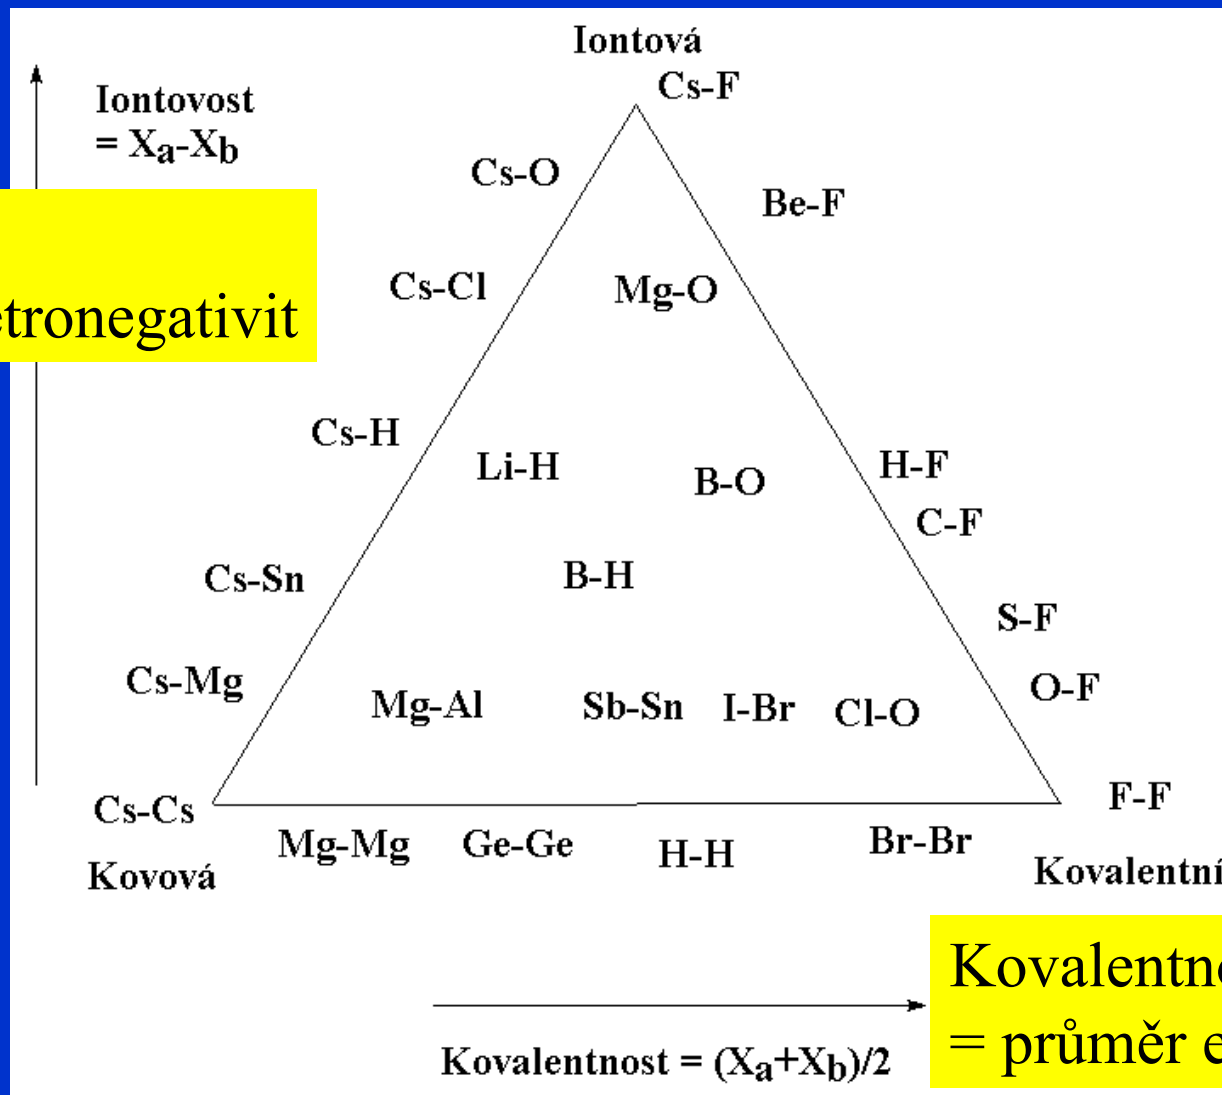 Iontová
Cs-F
Iontovost
= Xa-Xb
Cs-O
Be-F
Cs-Cl
Mg-O
tronegativit
Cs-H
Li-H
B-O
H-F
C-F
Cs-Sn
B-H
S-F
Cs-Mg
Mg-Al
Sb-Sn
I-Br
Cl-O
O-F
Cs-Cs
F-F
Mg-Mg
Ge-Ge
H-H
Br-Br
Kovová
Kovalentní
Kovalentn
= průměr e
Kovalentnost = (Xa+Xb)/2